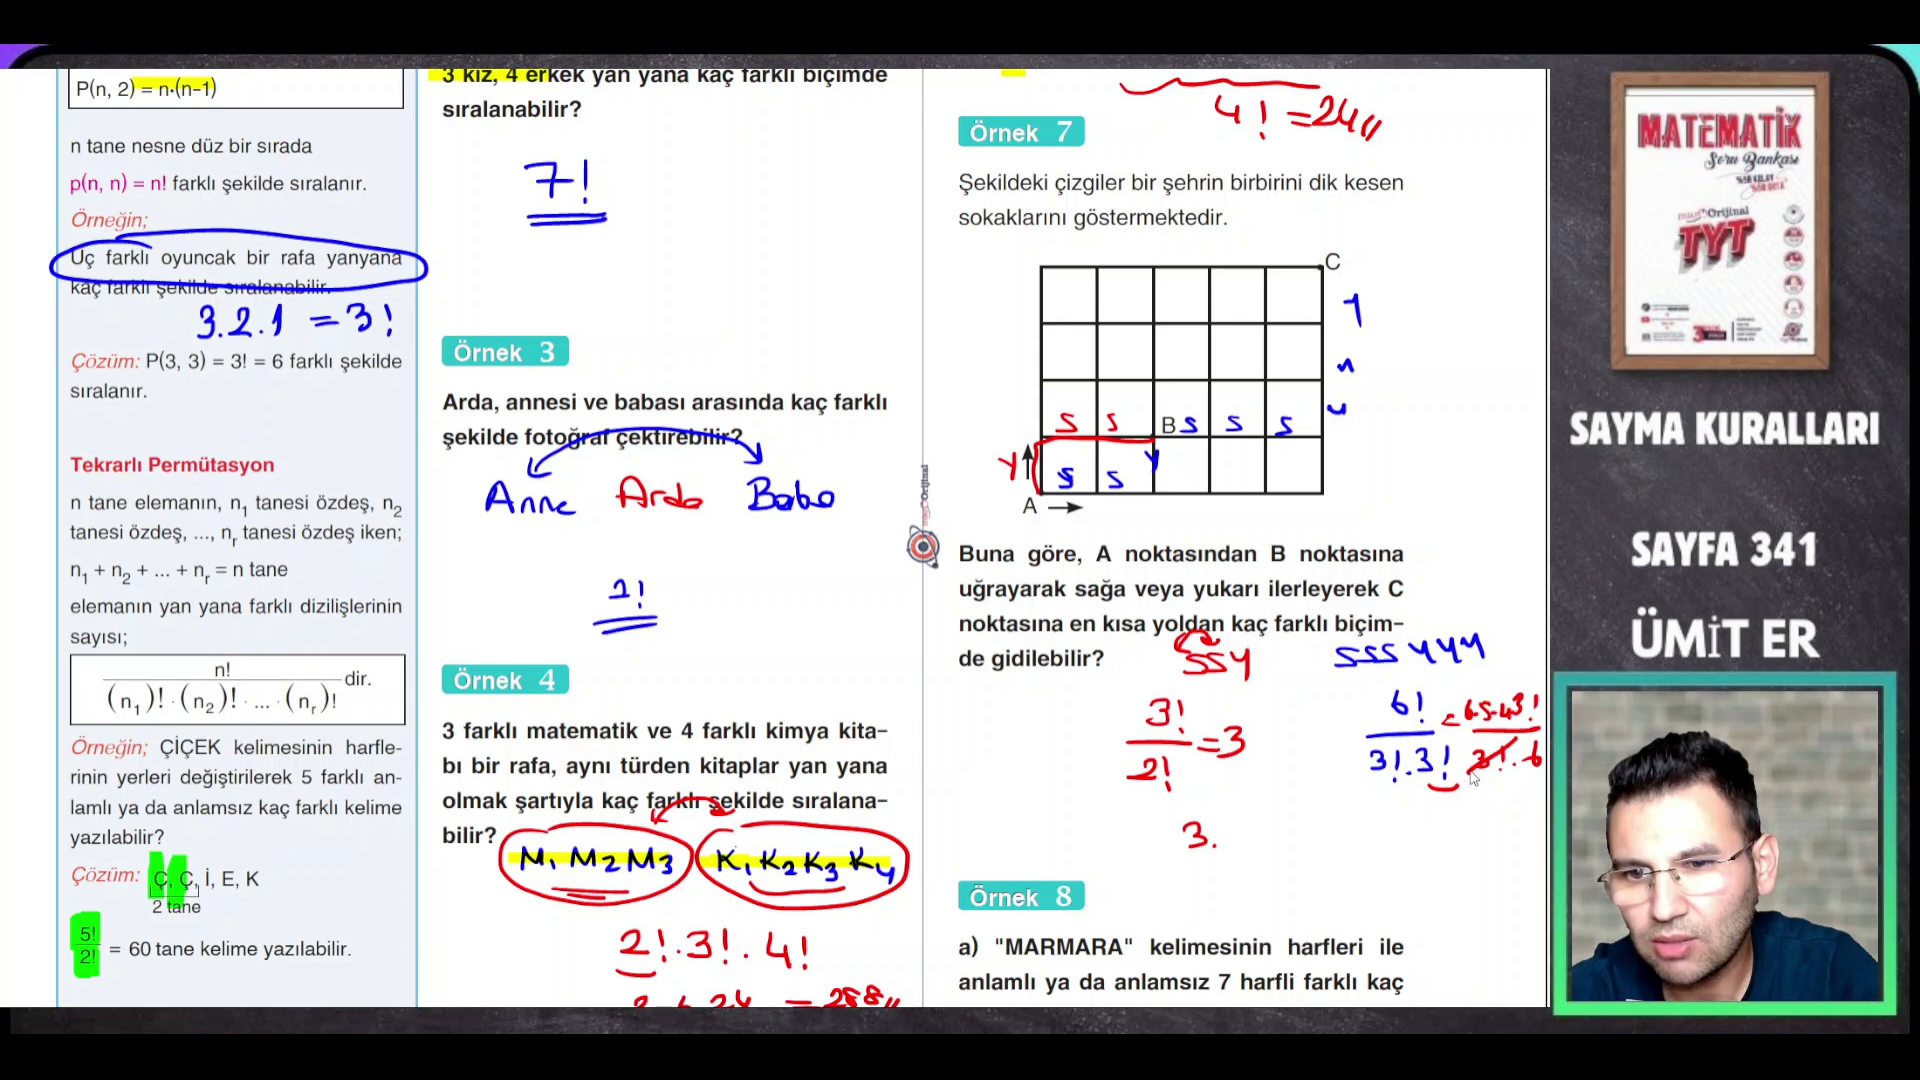 P(n, 2) = n·(n–1)
n tane nesne düz bir sırada
p(n, n) = n! farklı şekilde sıralanır.
Örneğin;
Üç farklı oyuncak bir rafa yanyana
kaç farklı şekilde sıralanabilir.
3.2.1 = 3!
Çözüm: P(3, 3) = 3! = 6 farklı şekilde
sıralanır.
Tekrarlı Permütasyon
n tane elemanın, n₁ tanesi özdeş, n₂
tanesi özdeş, ..., nᵣ tanesi özdeş iken;
n₁ + n₂ + ... + nᵣ = n tane
elemanın yan yana farklı dizilişlerinin
sayısı;
n!
(n₁)! · (n₂)! · ... · (nᵣ)!
dir.
Örneğin; ÇİÇEK kelimesinin harfle-
rinin yerleri değiştirilerek 5 farklı an-
lamlı ya da anlamsız kaç farklı kelime
yazılabilir?
Çözüm: Ç, Ç, İ, E, K
2 tane
5!
2!
= 60 tane kelime yazılabilir.
3 kız, 4 erkek yan yana kaç farklı biçimde
sıralanabilir?
7!
Örnek 3
Arda, annesi ve babası arasında kaç farklı
şekilde fotoğraf çektirebilir?
Anne Arda Baba
2!
Örnek 4
3 farklı matematik ve 4 farklı kimya kita-
bı bir rafa, aynı türden kitaplar yan yana
olmak şartıyla kaç farklı şekilde sıralana-
bilir?
M₁ M₂ M₃ K₁ K₂ K₃ K₄
2! . 3! . 4!
= 288
4! = 24
Örnek 7
Şekildeki çizgiler bir şehrin birbirini dik kesen
sokaklarını göstermektedir.
C
S S B S S S
Y Y
S S
A
Buna göre, A noktasından B noktasına
uğrayarak sağa veya yukarı ilerleyerek C
noktasına en kısa yoldan kaç farklı biçim-
de gidilebilir?
SSY
SSS YYY
3!
2!
= 3
6!
3!.3!
= 6.5.4.3!
3!.6
3.
Örnek 8
a) "MARMARA" kelimesinin harfleri ile
anlamlı ya da anlamsız 7 harfli farklı kaç
MATEMATİK
Soru Bankası
Orijinal
TYT
SAYMA KURALLARI
SAYFA 341
ÜMİT ER